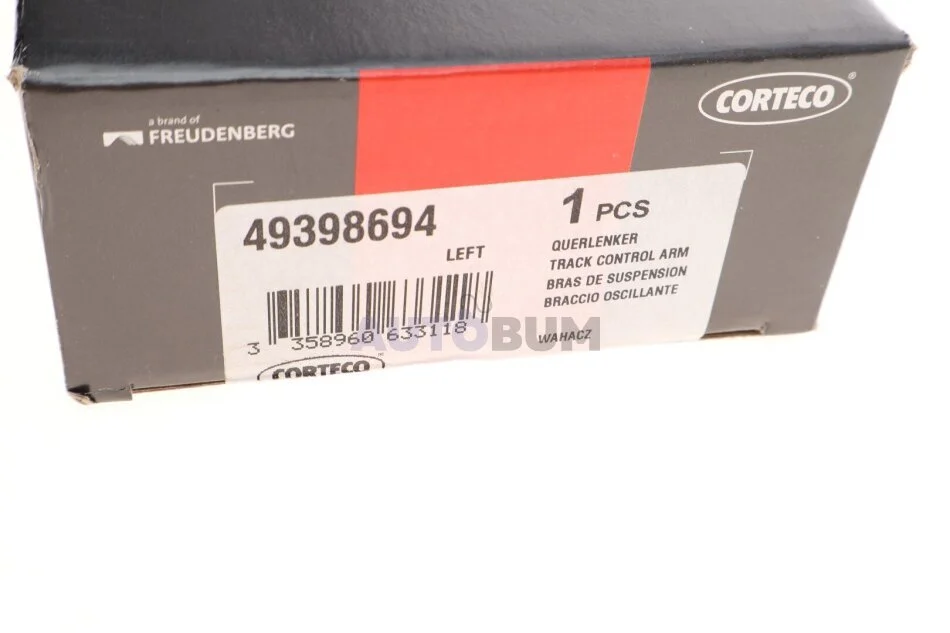 a brand of
FREUDENBERG
CORTECO®
49398694
LEFT
3 358960 633118
CORTECO
1 PCS
QUERLENKER
TRACK CONTROL ARM
BRAS DE SUSPENSION
BRACCIO OSCILLANTE
WAHACZ
AUTOBUM